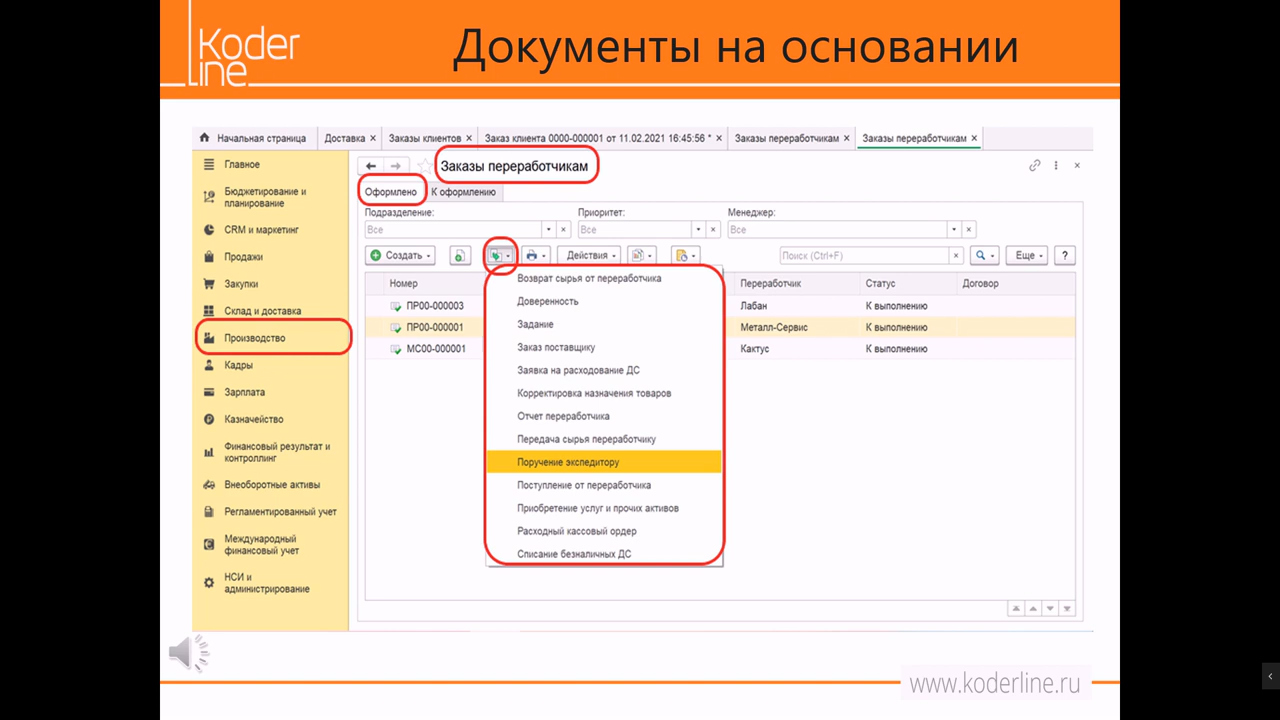 Koder
line
Документы на основании
Начальная страница
Доставка ×
Заказы клиентов ×
Заказ клиента 0000-000001 от 11.02.2021 16:45:56 * ×
Заказы переработчикам ×
Заказы переработчикам ×
Главное
Бюджетирование и
планирование
CRM и маркетинг
Продажи
Закупки
Склад и доставка
Производство
Кадры
Зарплата
Казначейство
Финансовый результат и
контроллинг
Внеоборотные активы
Регламентированный учет
Международный
финансовый учет
НСИ и
администрирование
Заказы переработчикам
Оформлено
К оформлению
Подразделение:
Приоритет:
Менеджер:
Все
Все
Все
Создать
Действия
Поиск (Ctrl+F)
Еще
?
Номер
Переработчик
Статус
Договор
ПР00-000003
Лабан
К выполнению
ПР00-000001
Металл-Сервис
К выполнению
МС00-000001
Кактус
К выполнению
Возврат сырья от переработчика
Доверенность
Задание
Заказ поставщику
Заявка на расходование ДС
Корректировка назначения товаров
Отчет переработчика
Передача сырья переработчику
Поручение экспедитору
Поступление от переработчика
Приобретение услуг и прочих активов
Расходный кассовый ордер
Списание безналичных ДС
www.koderline.ru